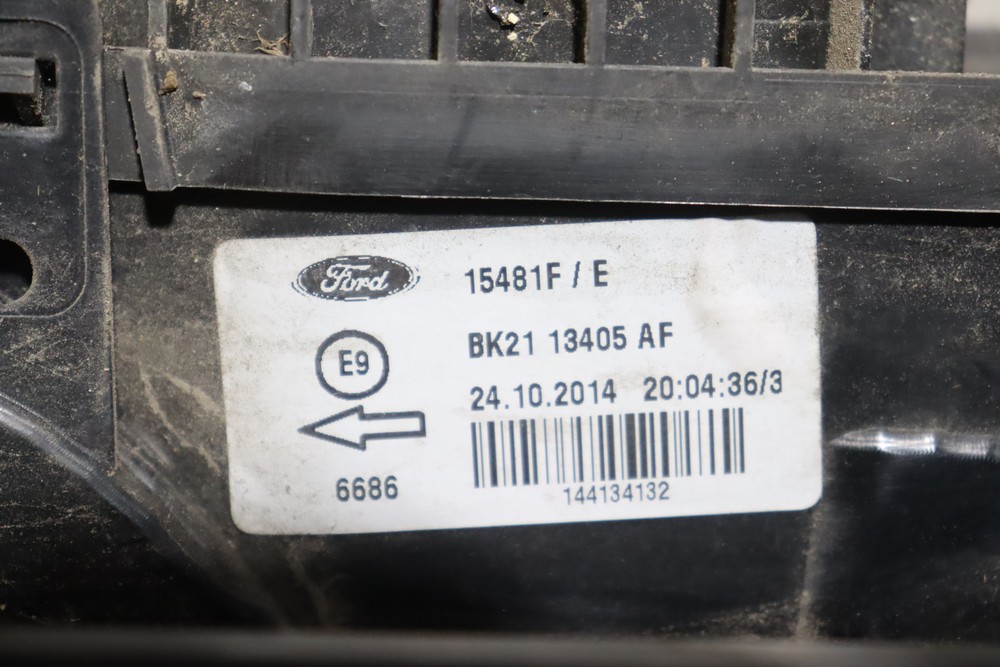 Ford
15481F / E
BK21 13405 AF
E9
24.10.2014 20:04:36/3
6686
144134132